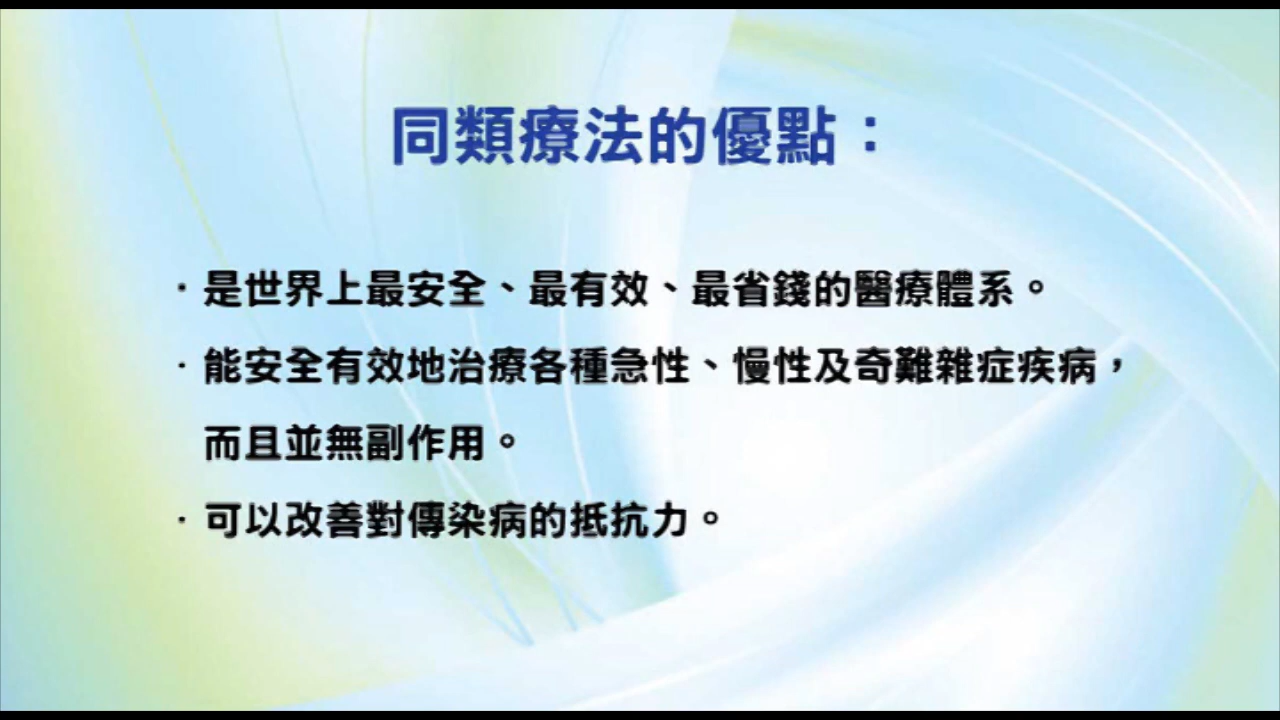 同類療法的優點：
· 是世界上最安全、最有效、最省錢的醫療體系。
· 能安全有效地治療各種急性、慢性及奇難雜症疾病，
而且並無副作用。
· 可以改善對傳染病的抵抗力。